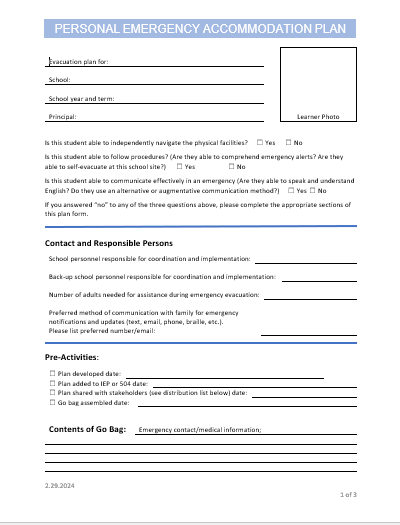 PERSONAL EMERGENCY ACCOMMODATION PLAN
Evacuation plan for:
School:
School year and term:
Principal:
Learner Photo
Is this student able to independently navigate the physical facilities? ☐ Yes ☐ No
Is this student able to follow procedures? (Are they able to comprehend emergency alerts? Are they
able to self-evacuate at this school site?) ☐ Yes ☐ No
Is this student able to communicate effectively in an emergency (Are they able to speak and understand
English? Do they use an alternative or augmentative communication method?) ☐ Yes ☐ No
If you answered "no" to any of the three questions above, please complete the appropriate sections of
this plan form.
Contact and Responsible Persons
School personnel responsible for coordination and implementation:
Back-up school personnel responsible for coordination and implementation:
Number of adults needed for assistance during emergency evacuation:
Preferred method of communication with family for emergency
notifications and updates (text, email, phone, braille, etc.).
Please list preferred number/email:
Pre-Activities:
☐ Plan developed date:
☐ Plan added to IEP or 504 date:
☐ Plan shared with stakeholders (see distribution list below) date:
☐ Go bag assembled date:
Contents of Go Bag: Emergency contact/medical information;
2.29.2024
1 of 3